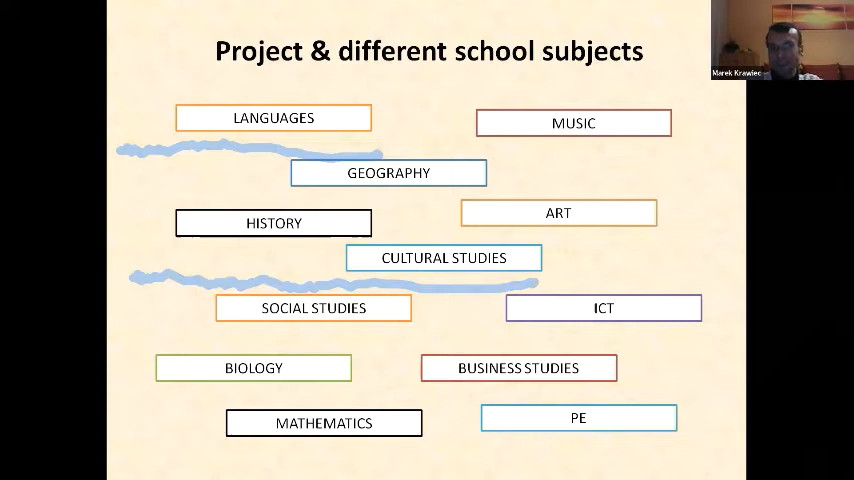 Project & different school subjects
Marek Krawiec
LANGUAGES
MUSIC
GEOGRAPHY
ART
HISTORY
CULTURAL STUDIES
SOCIAL STUDIES
ICT
BIOLOGY
BUSINESS STUDIES
MATHEMATICS
PE